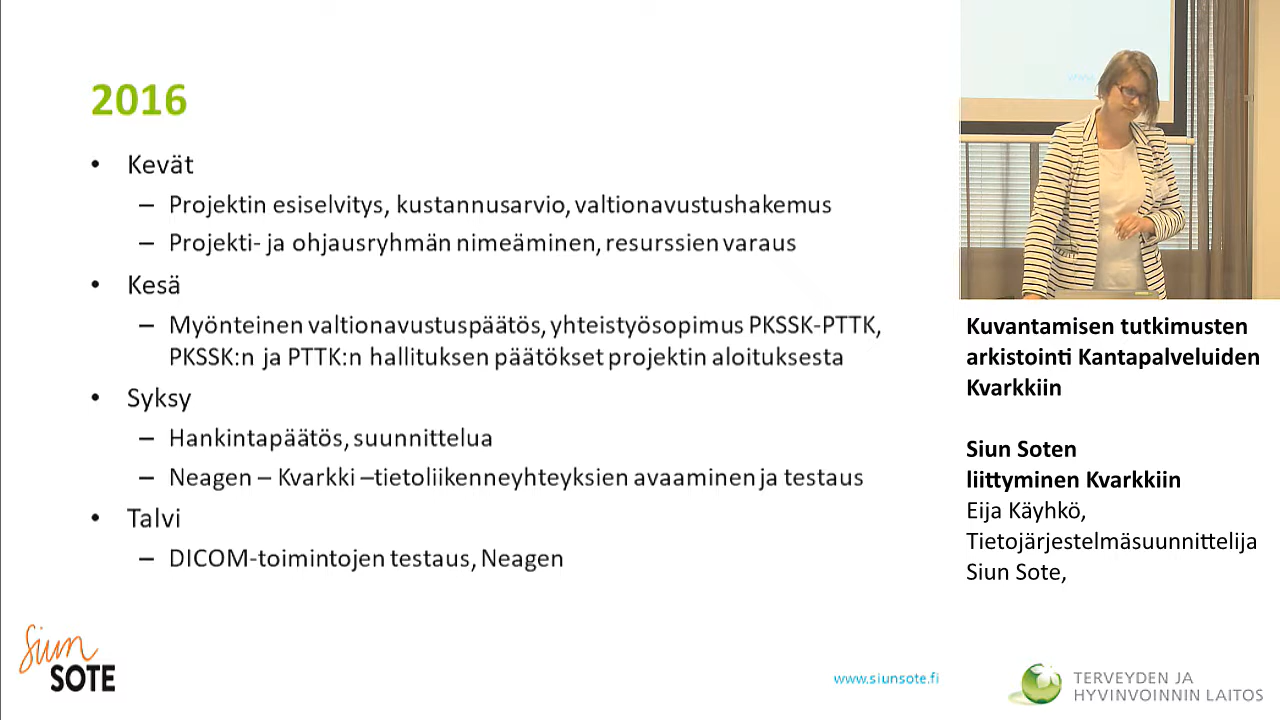 2016
• Kevät
– Projektin esiselvitys, kustannusarvio, valtionavustushakemus
– Projekti- ja ohjausryhmän nimeäminen, resurssien varaus
• Kesä
– Myönteinen valtionavustuspäätös, yhteistyösopimus PKSSK-PTTK,
PKSSK:n ja PTTK:n hallituksen päätökset projektin aloituksesta
• Syksy
– Hankintapäätös, suunnittelua
– Neagen – Kvarkki –tietoliikenneyhteyksien avaaminen ja testaus
• Talvi
– DICOM-toimintojen testaus, Neagen
Siun
SOTE
www.siunsote.fi
Kuvantamisen tutkimusten
arkistointi Kantapalveluiden
Kvarkkiin
Siun Soten
liittyminen Kvarkkiin
Eija Käyhkö,
Tietojärjestelmäsuunnittelija
Siun Sote,
TERVEYDEN JA
HYVINVOINNIN LAITOS